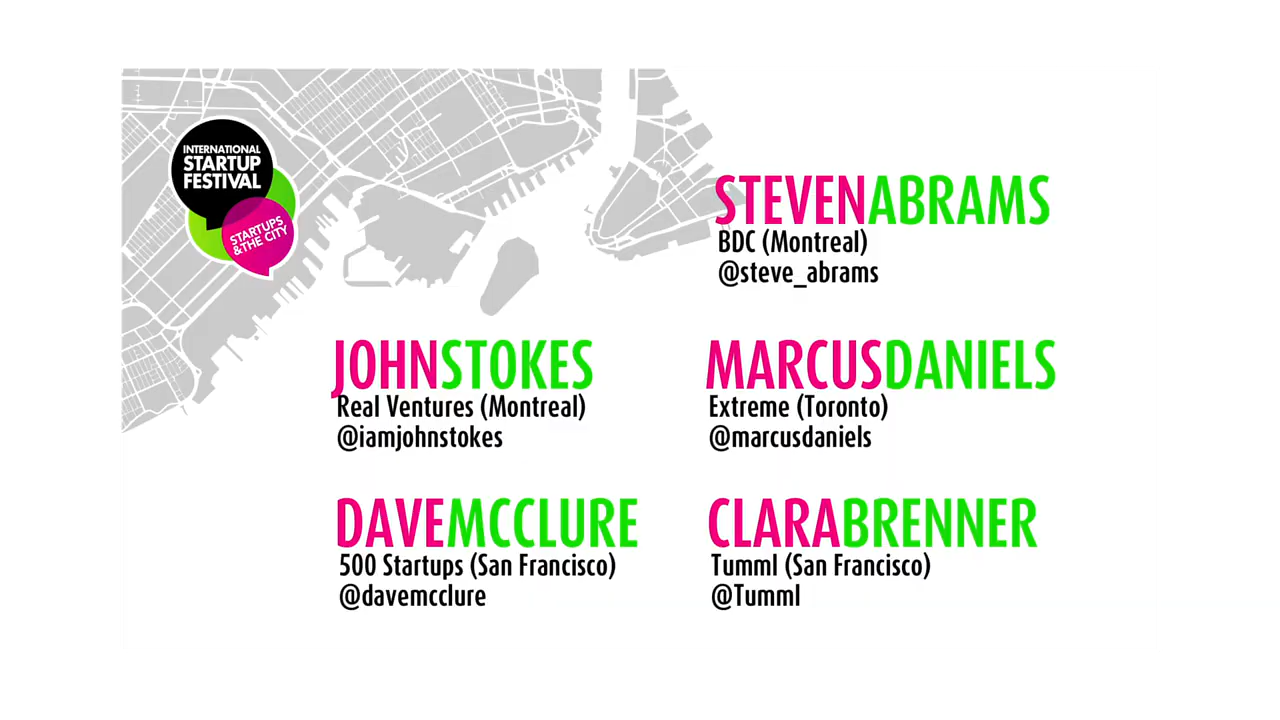 INTERNATIONAL
STARTUP
FESTIVAL
STARTUPS
&THE CITY
STEVENABRAMS
BDC (Montreal)
@steve_abrams
JOHNSTOKES
Real Ventures (Montreal)
@iamjohnstokes
MARCUSDANIELS
Extreme (Toronto)
@marcusdaniels
DAVEMCCLURE
500 Startups (San Francisco)
@davemcclure
CLARABRENNER
Tumml (San Francisco)
@Tumml